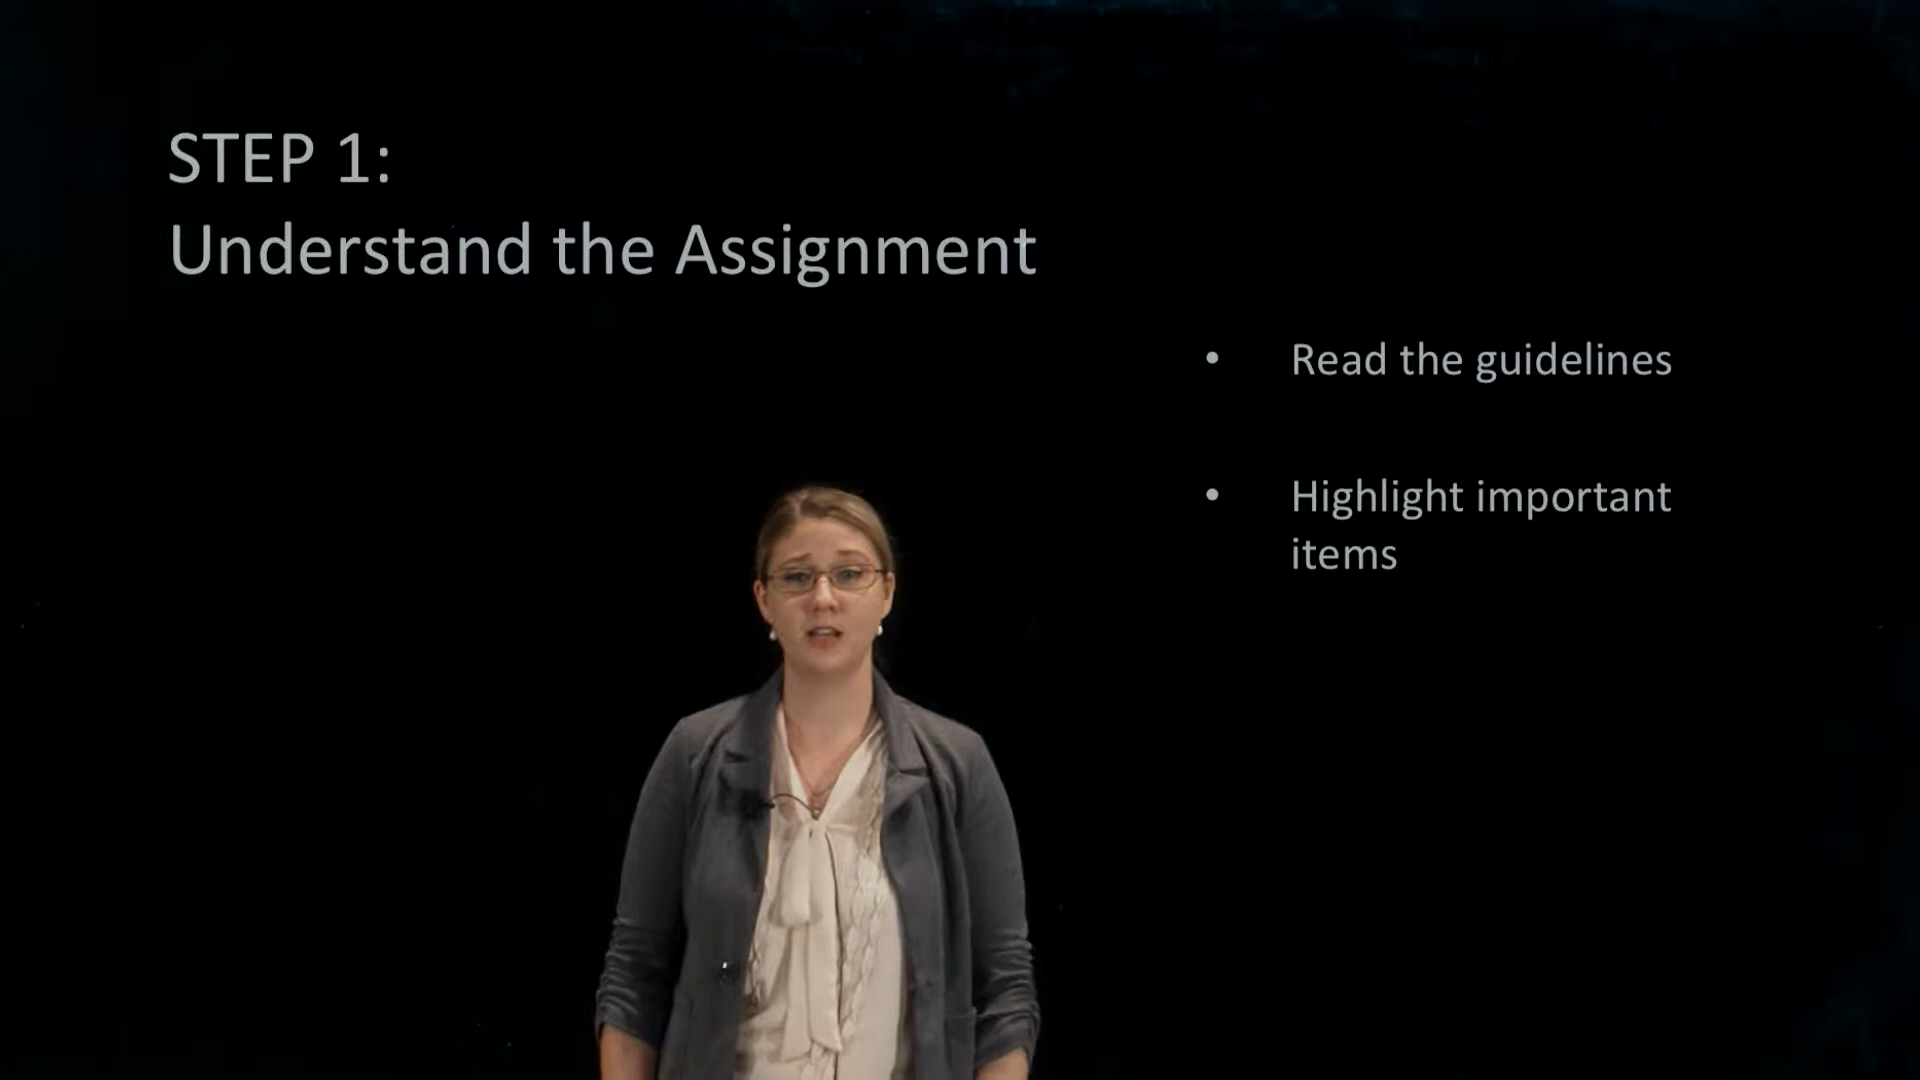 STEP 1:
Understand the Assignment
• Read the guidelines
• Highlight important
items